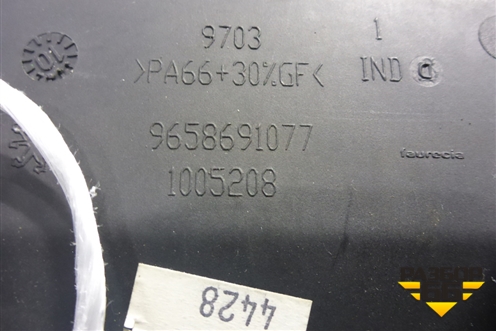 9703 1
>PA66+30%GF< IND C
9658691077
faurecia
1005208
4428